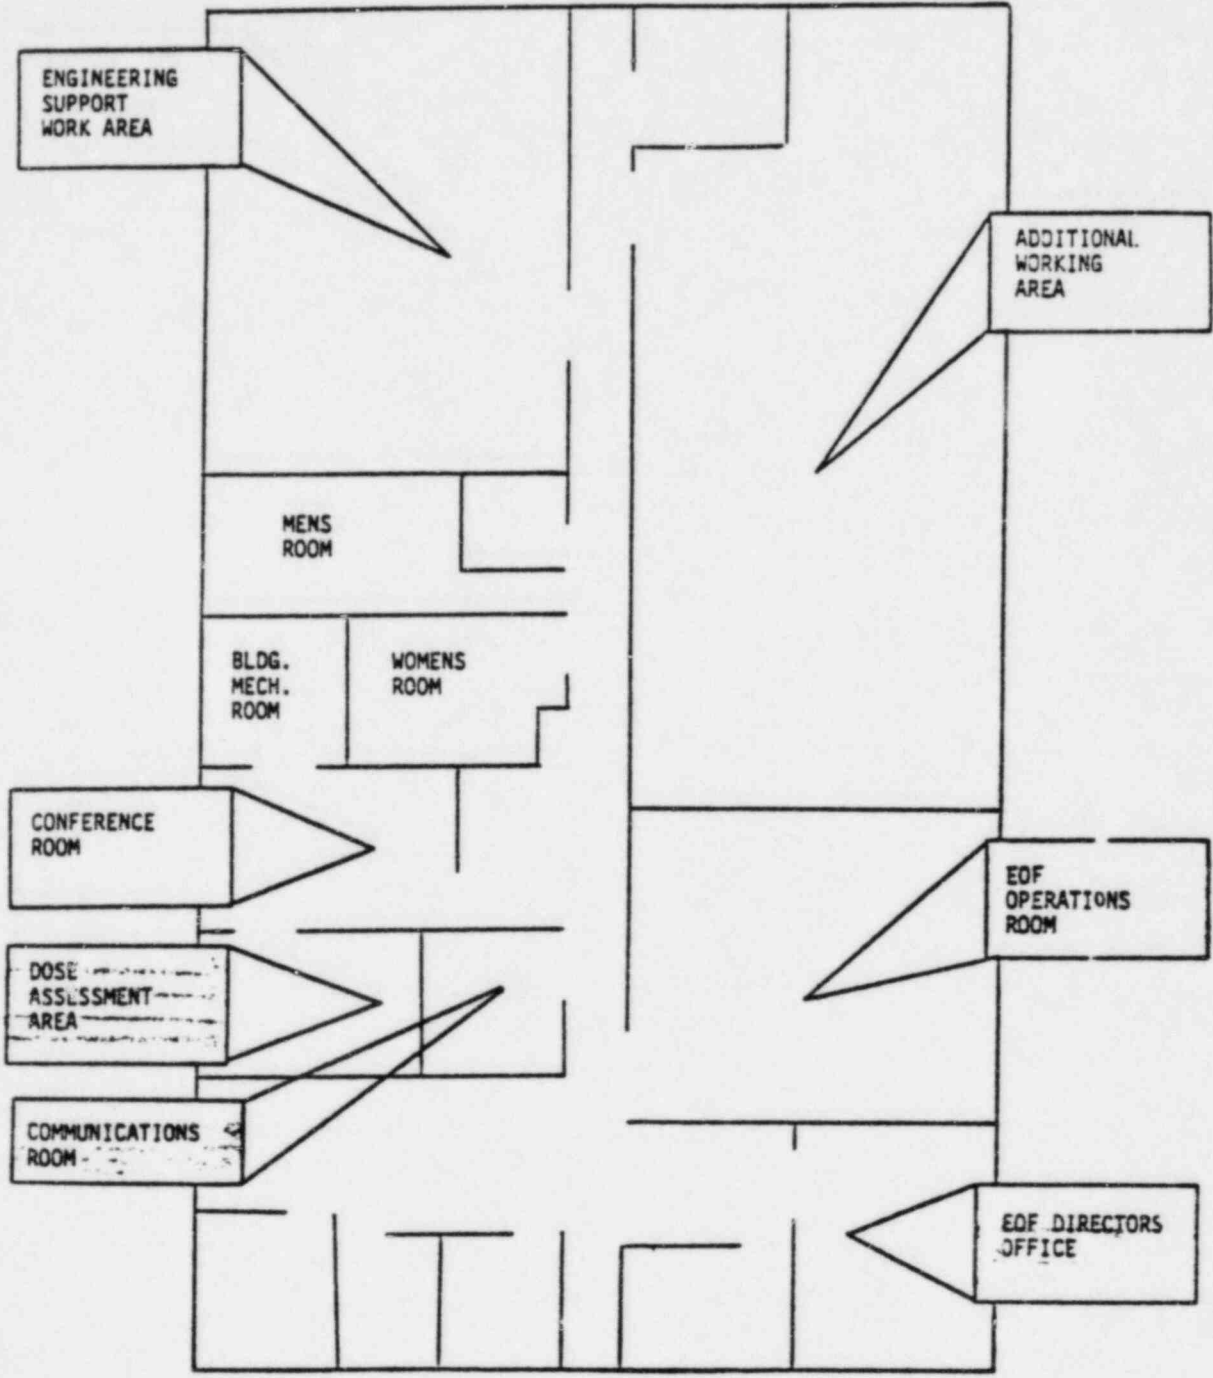 ENGINEERING
SUPPORT
WORK AREA
ADDITIONAL
WORKING
AREA
MENS
ROOM
BLDG.
MECH.
ROOM
WOMENS
ROOM
CONFERENCE
ROOM
EOF
OPERATIONS
ROOM
DOSE
ASSESSMENT
AREA
COMMUNICATIONS
ROOM
EOF DIRECTORS
OFFICE